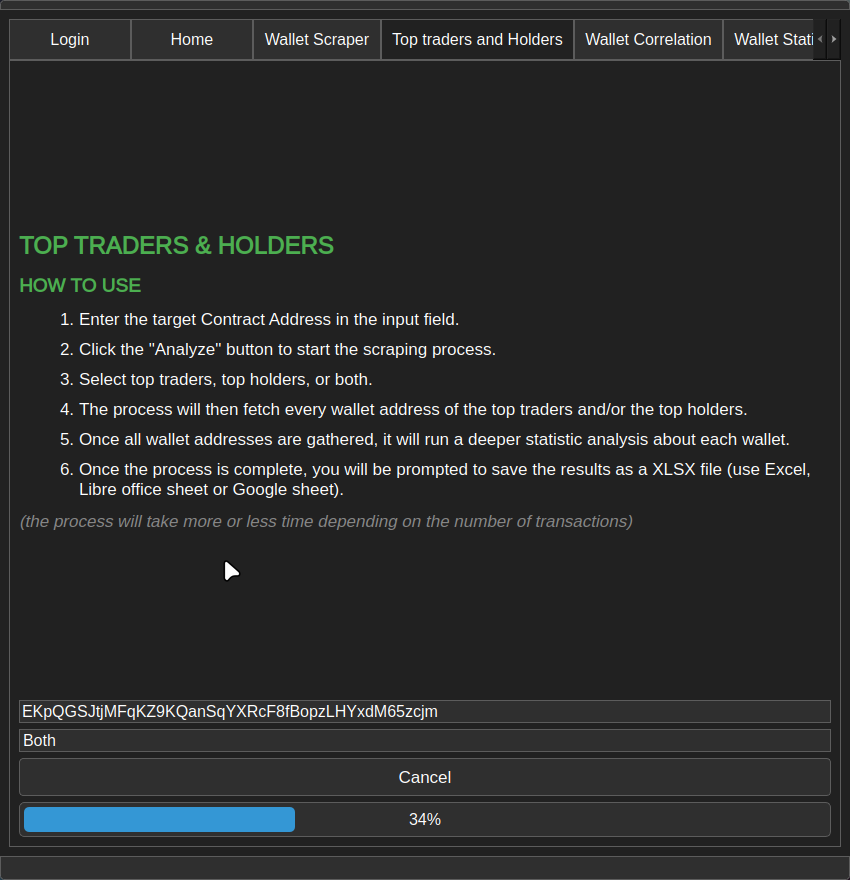 Login Home Wallet Scraper Top traders and Holders Wallet Correlation Wallet Stati
TOP TRADERS & HOLDERS
HOW TO USE
1. Enter the target Contract Address in the input field.
2. Click the "Analyze" button to start the scraping process.
3. Select top traders, top holders, or both.
4. The process will then fetch every wallet address of the top traders and/or the top holders.
5. Once all wallet addresses are gathered, it will run a deeper statistic analysis about each wallet.
6. Once the process is complete, you will be prompted to save the results as a XLSX file (use Excel,
Libre office sheet or Google sheet).
(the process will take more or less time depending on the number of transactions)
EKpQGSJtjMFqKZ9KQanSqYXRcF8fBopzLHYxdM65zcjm
Both
Cancel
34%